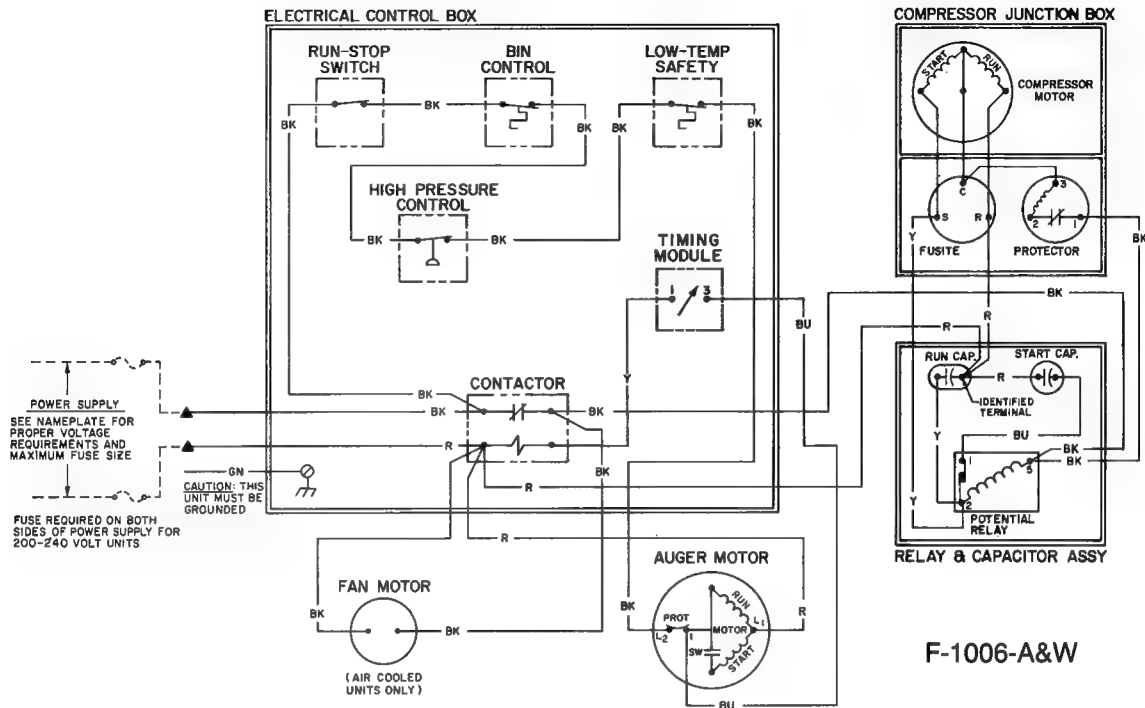 ELECTRICAL CONTROL BOX
COMPRESSOR JUNCTION BOX
RUN-STOP
SWITCH
BIN
CONTROL
LOW-TEMP
SAFETY
START
RUN
COMPRESSOR
MOTOR
BK
BK
BK
BK
BK
HIGH PRESSURE
CONTROL
BK
BK
C
3
S
R
2
1
Y
FUSITE
PROTECTOR
BK
TIMING
MODULE
1
3
BK
BU
R
R
RUN CAP.
START CAP.
R
IDENTIFIED
TERMINAL
CONTACTOR
Y
BK
BK
BK
R
POWER SUPPLY
SEE NAMEPLATE FOR
PROPER VOLTAGE
REQUIREMENTS AND
MAXIMUM FUSE SIZE
Y
BU
BK
BK
1
5
2
Y
POTENTIAL
RELAY
GN
CAUTION: THIS
UNIT MUST BE
GROUNDED
BK
R
FUSE REQUIRED ON BOTH
SIDES OF POWER SUPPLY FOR
200-240 VOLT UNITS
RELAY & CAPACITOR ASSY
R
FAN MOTOR
AUGER MOTOR
BK
BK
BK
PROT
L2
1
MOTOR
RUN
L1
START
SW
R
(AIR COOLED
UNITS ONLY)
BU
F-1006-A&W